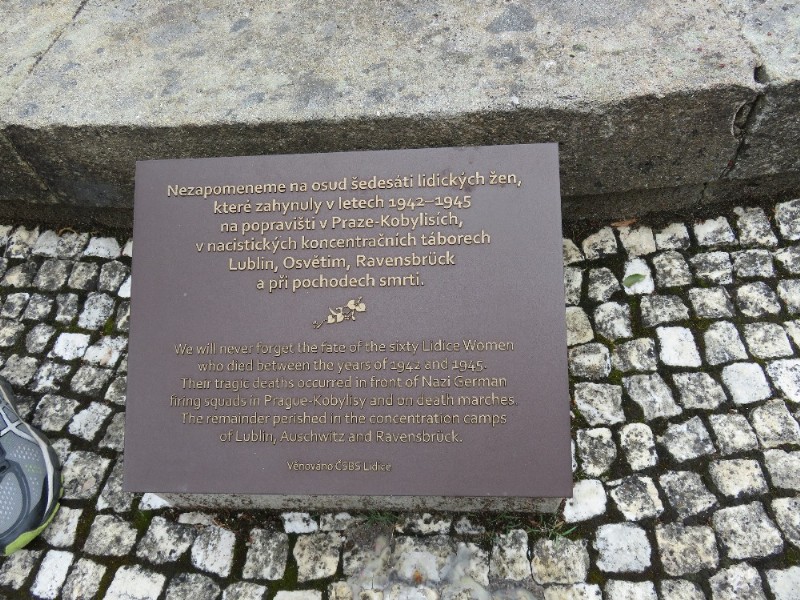 Nezapomeneme na osud šedesáti lidických žen,
které zahynuly v letech 1942–1945
na popravišti v Praze-Kobylisích,
v nacistických koncentračních táborech
Lublin, Osvětim, Ravensbrück
a při pochodech smrti.
We will never forget the fate of the sixty Lidice Women
who died between the years of 1942 and 1945.
Their tragic deaths occurred in front of Nazi German
firing squads in Prague-Kobylisy and on death marches.
The remainder perished in the concentration camps
of Lublin, Auschwitz and Ravensbrück.
Věnováno ČSBS Lidice